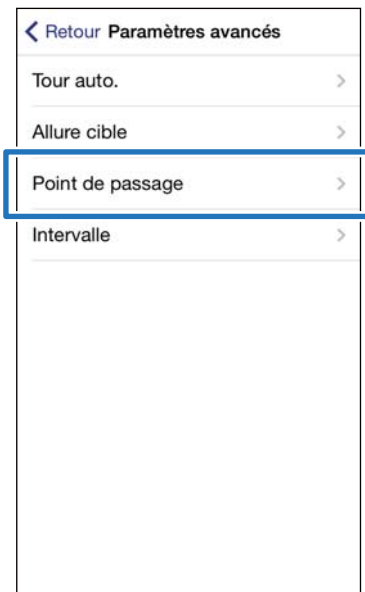 Retour Paramètres avancés
Tour auto.
Allure cible
Point de passage
Intervalle